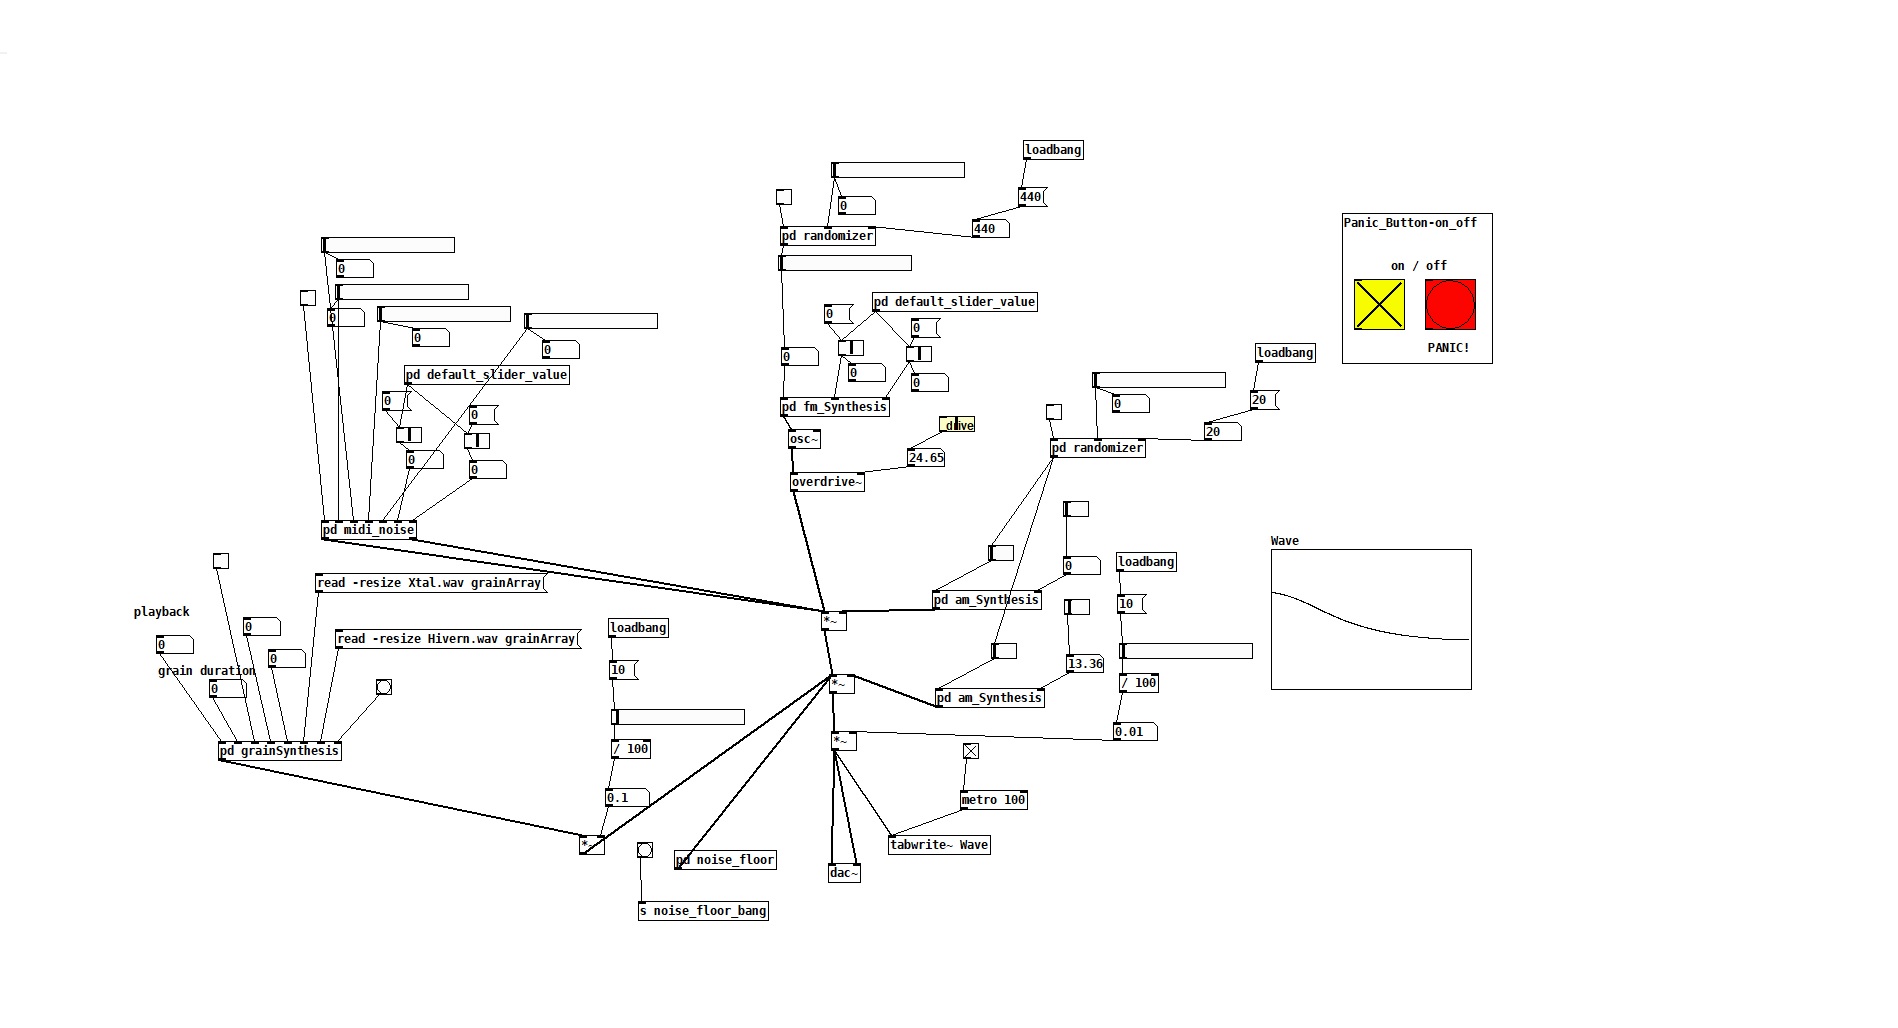 loadbang
440
0
440
pd randomizer
Panic_Button-on_off
on / off
PANIC!
0
0
0
0
pd default_slider_value
0
0
0
0
0
pd fm_Synthesis
osc~
drive
24.65
overdrive~
pd default_slider_value
0
0
0
0
pd midi_noise
loadbang
20
0
20
pd randomizer
0
loadbang
10
pd am_Synthesis
13.36
pd am_Synthesis
/ 100
0.01
Wave
read -resize Xtal.wav grainArray
playback
0
0
read -resize Hivern.wav grainArray
0
grain duration
0
pd grainSynthesis
loadbang
10
/ 100
0.1
*~
*~
*~
*~
metro 100
tabwrite~ Wave
pd noise_floor
dac~
s noise_floor_bang